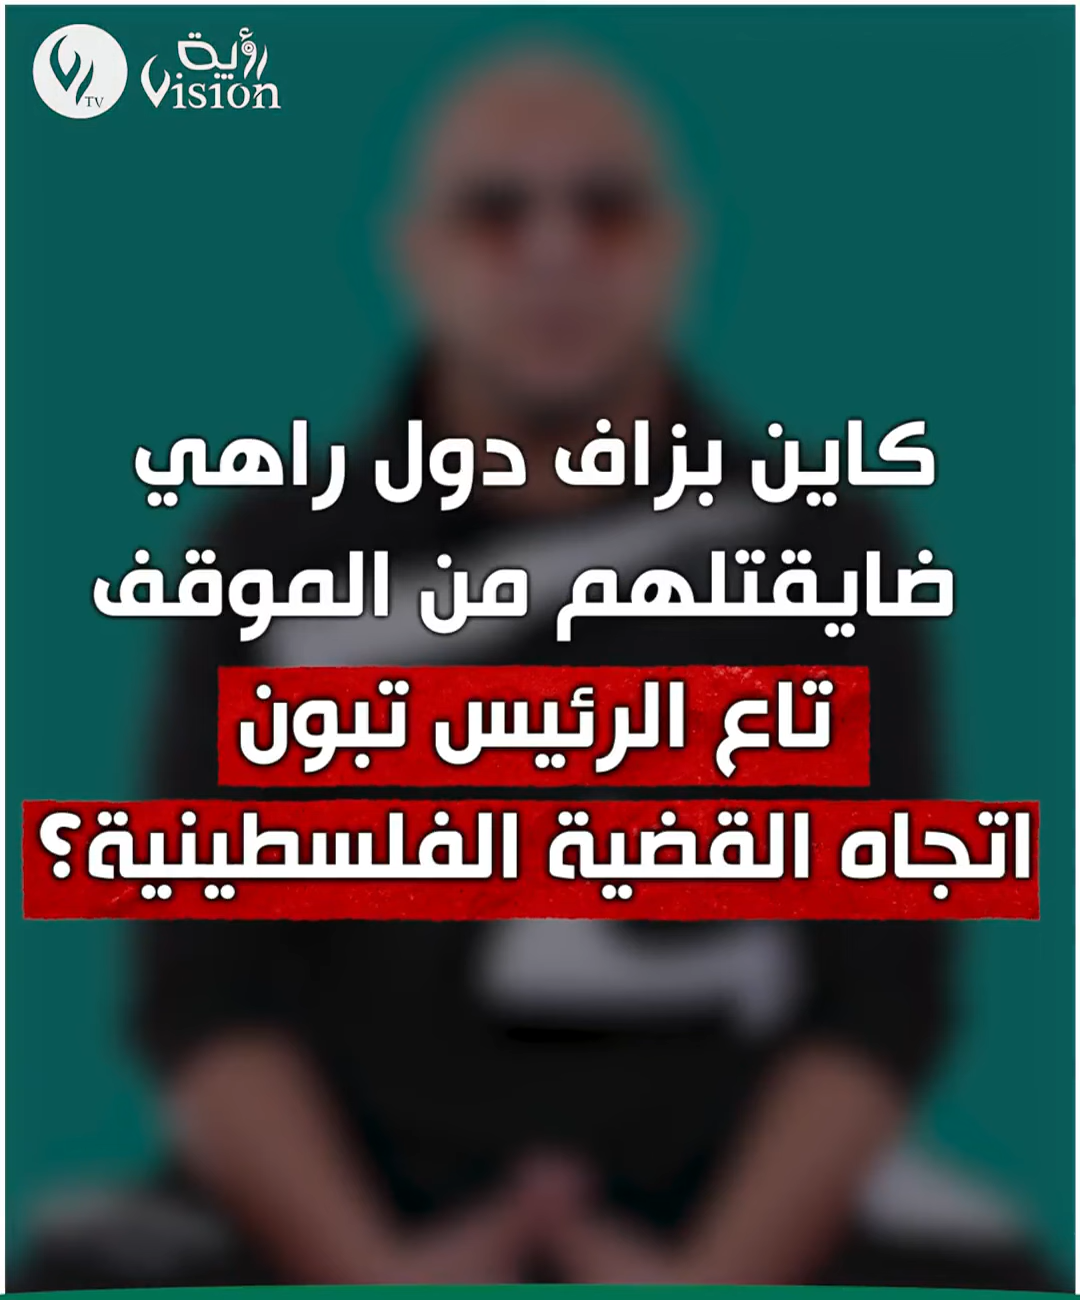 رؤية
Vision
TV
كاين بزاف دول راهي
ضايقتلهم من الموقف
تاع الرئيس تبون
اتجاه القضية الفلسطينية؟